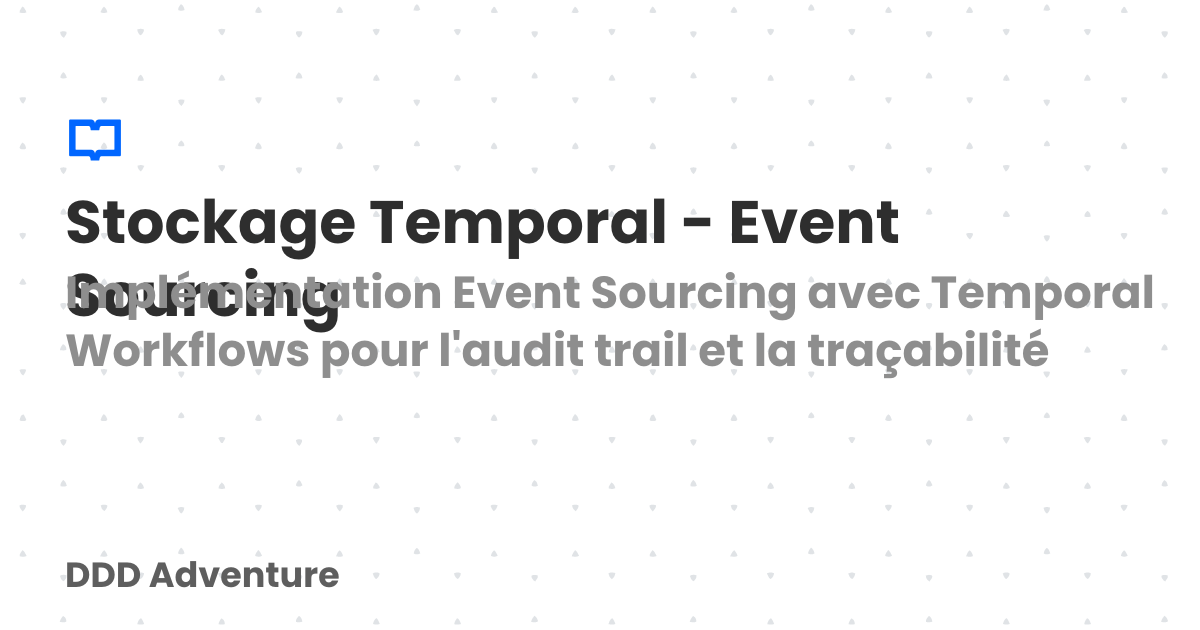 Stockage Temporal - Event
Sourcing
Implémentation Event Sourcing avec Temporal
Workflows pour l'audit trail et la traçabilité
DDD Adventure